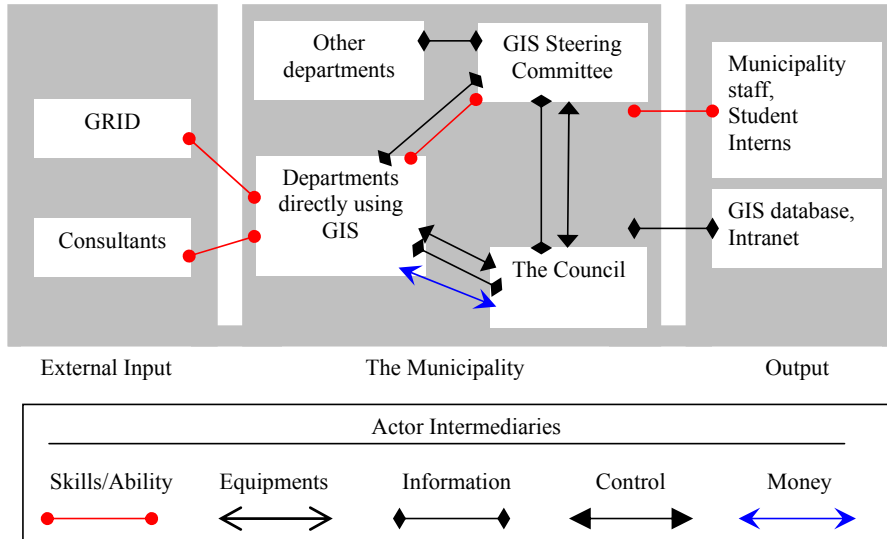 Other
departments
GIS Steering
Committee
Municipality
staff,
Student
Interns
GRID
Departments
directly using
GIS
Consultants
GIS database,
Intranet
The Council
External Input
The Municipality
Output
Actor Intermediaries
Skills/Ability
Equipments
Information
Control
Money